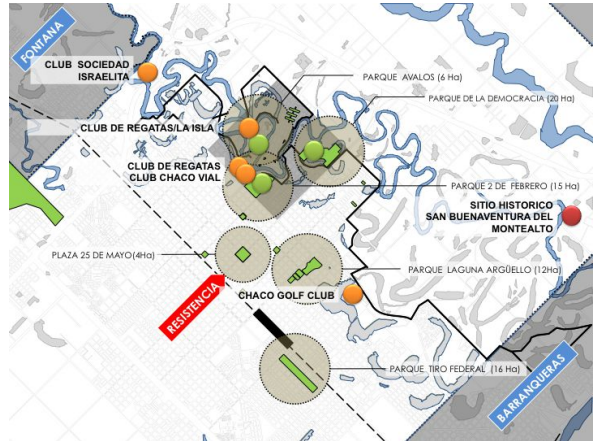 FONTANA
CLUB SOCIEDAD
ISRAELITA
PARQUE AVALOS (6 Ha)
PARQUE DE LA DEMOCRACIA (20 Ha)
CLUB DE REGATAS/LA ISLA
CLUB DE REGATAS
CLUB CHACO VIAL
PARQUE 2 DE FEBRERO (15 Ha)
SITIO HISTORICO
SAN BUENAVENTURA DEL
MONTEALTO
PLAZA 25 DE MAYO(4Ha)
PARQUE LAGUNA ARGÜELLO (12Ha)
RESISTENCIA
CHACO GOLF CLUB
PARQUE TIRO FEDERAL (16 Ha)
BARRANQUERAS